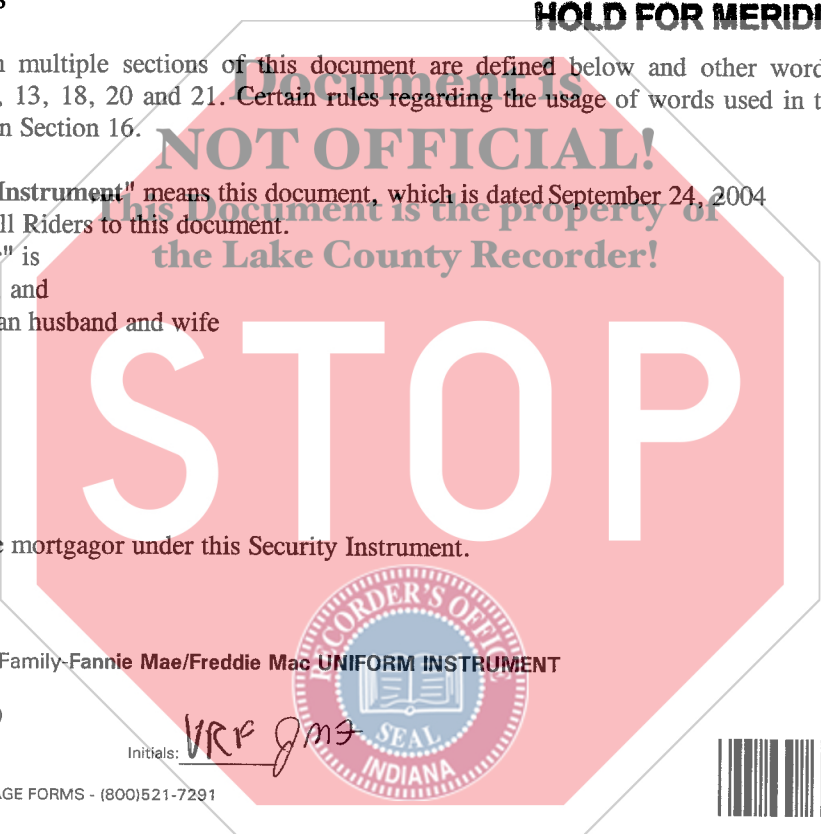 HOLD FOR MERIDI
multiple sections of this document are defined below and other word
, 13, 18, 20 and 21. Certain rules regarding the usage of words used in t
n Section 16.
Document is
NOT OFFICIAL!
Instrument" means this document, which is dated September 24, 2004
This Document is the property of
ll Riders to this document.
the Lake County Recorder!
" is
and
an husband and wife
STOP
e mortgagor under this Security Instrument.
RECORDER'S OFFICE
Family-Fannie Mae/Freddie Mac UNIFORM INSTRUMENT
SEAL
INDIANA
Initials: VRF JMF
GE FORMS - (800)521-7291